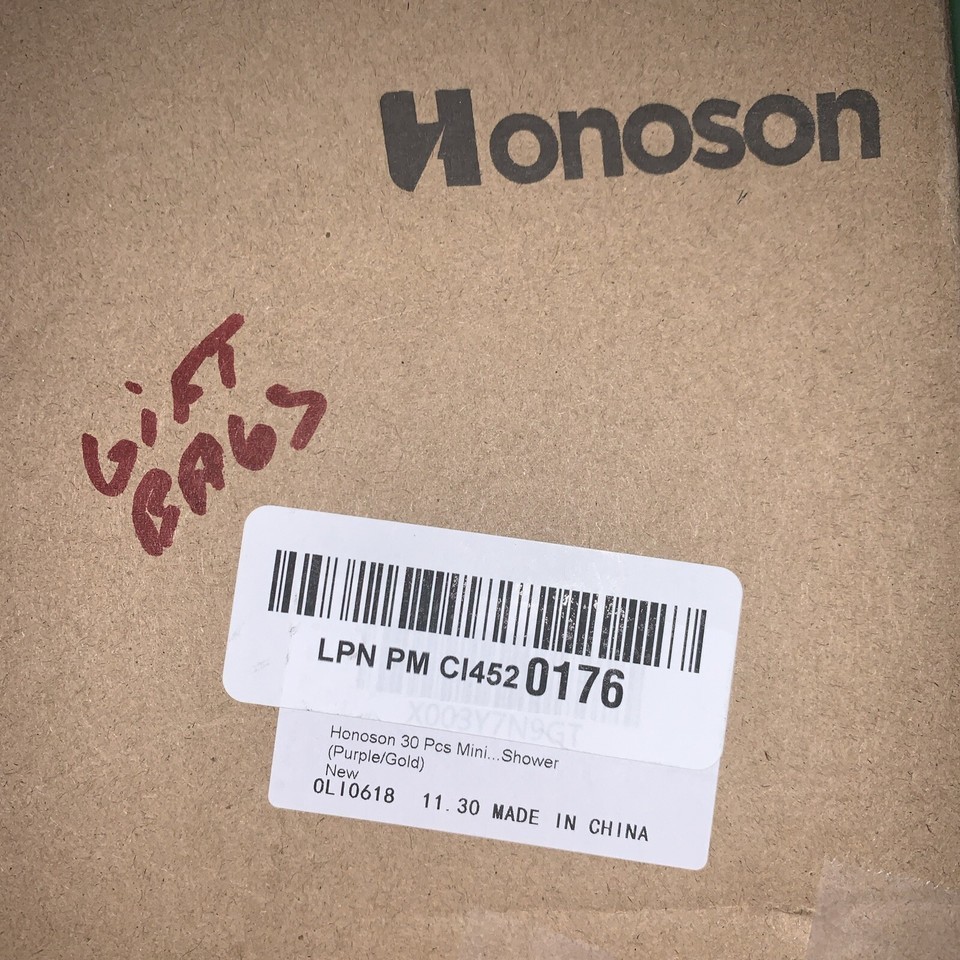 Honoson
GiFT
BAGS
LPN PM CI452 0176
X003Y7N9GT
Honoson 30 Pcs Mini...Shower
(Purple/Gold)
New
OLI0618 11.30 MADE IN CHINA